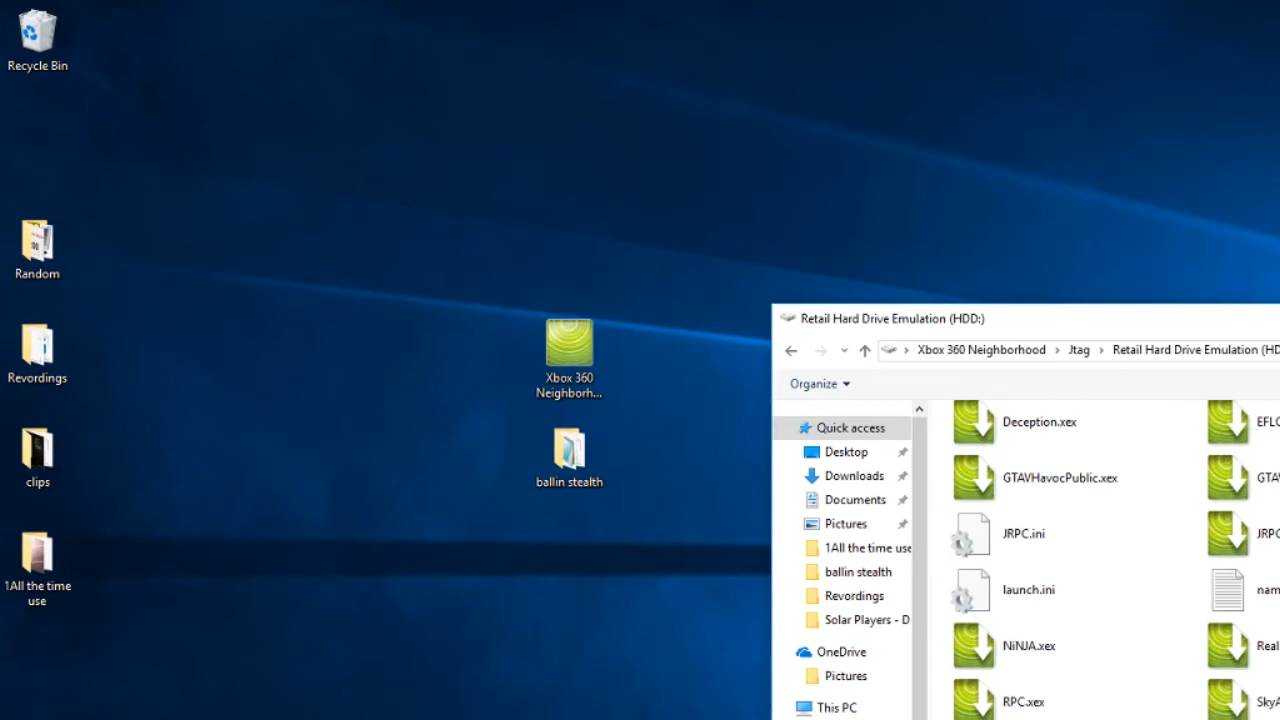 Recycle Bin
Random
Revordings
clips
1All the time
use
Xbox 360
Neighborh...
ballin stealth
Retail Hard Drive Emulation (HDD:)
Xbox 360 Neighborhood > Jtag > Retail Hard Drive Emulation (HD
Organize
Quick access
Desktop
Downloads
Documents
Pictures
1All the time use
ballin stealth
Revordings
Solar Players - D
OneDrive
Pictures
This PC
Deception.xex
EFLC
GTAVHavocPublic.xex
GTAV
JRPC.ini
JRPC
launch.ini
nam
NiNJA.xex
Real
RPC.xex
SkyA